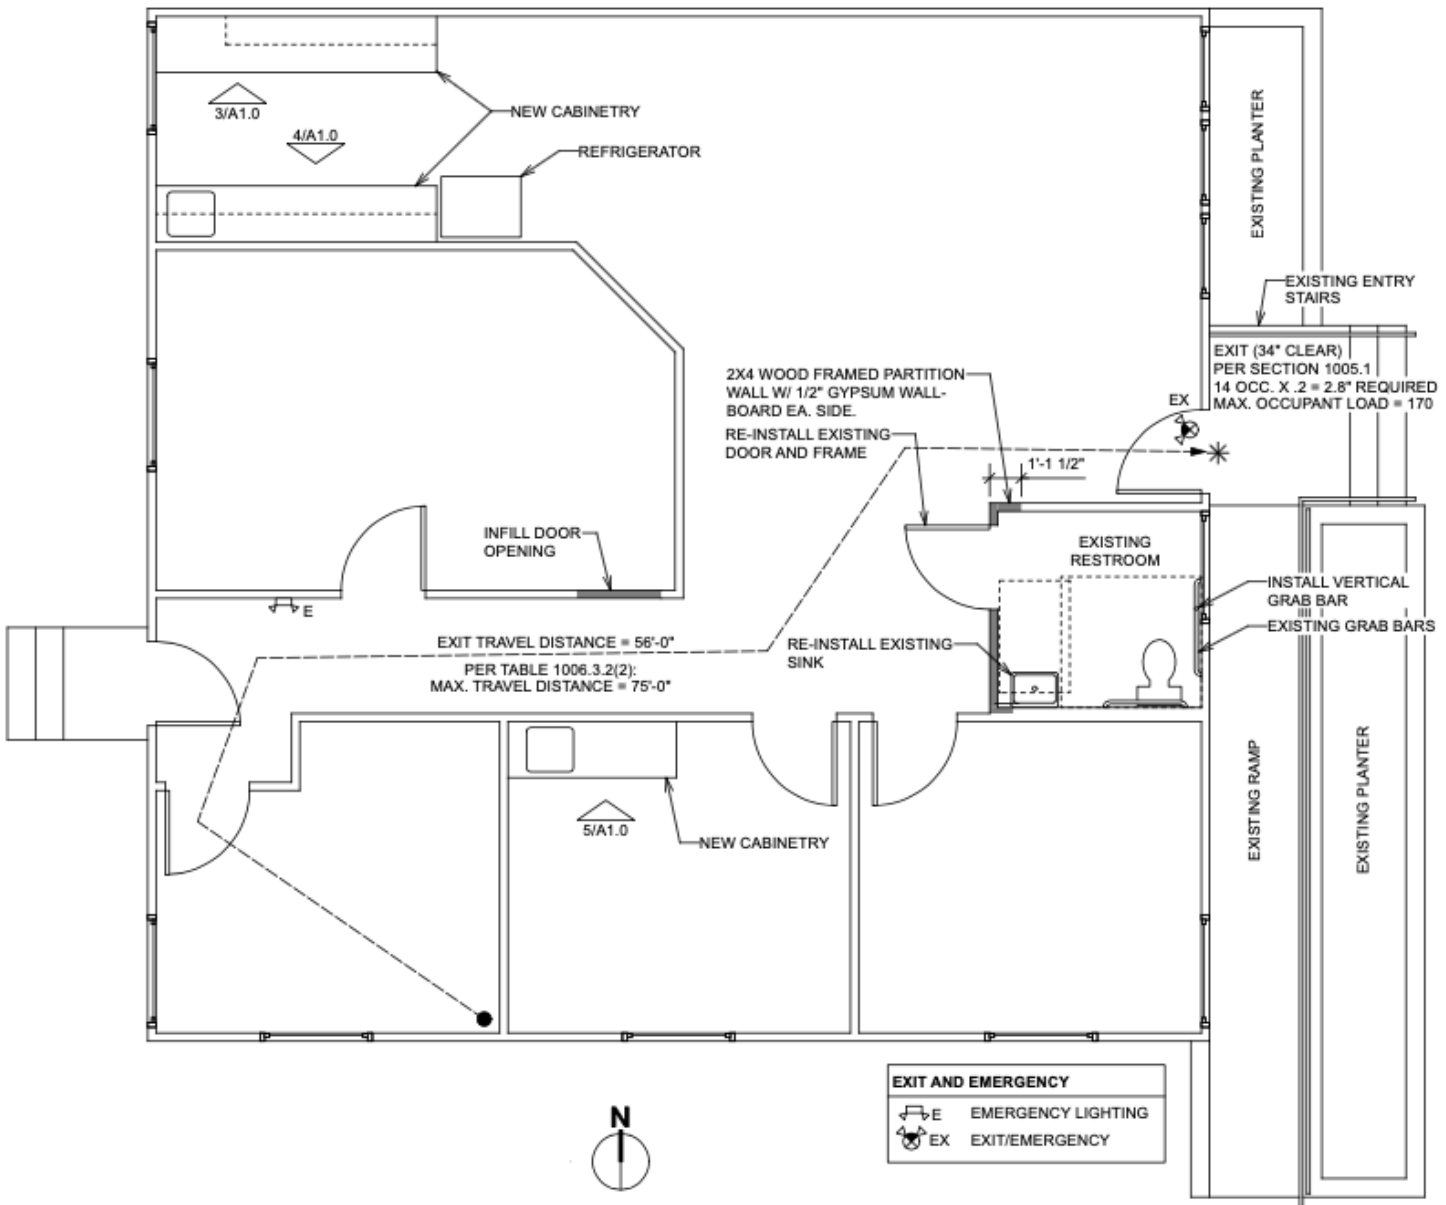 3/A1.0
4/A1.0
NEW CABINETRY
REFRIGERATOR
EXISTING PLANTER
EXISTING ENTRY
STAIRS
EXIT (34" CLEAR)
PER SECTION 1005.1
14 OCC. X .2 = 2.8" REQUIRED
MAX. OCCUPANT LOAD = 170
EX
2X4 WOOD FRAMED PARTITION
WALL W/ 1/2" GYPSUM WALL-
BOARD EA. SIDE.
RE-INSTALL EXISTING
DOOR AND FRAME
1'-1 1/2"
INFILL DOOR
OPENING
EXISTING
RESTROOM
INSTALL VERTICAL
GRAB BAR
EXISTING GRAB BARS
E
EXIT TRAVEL DISTANCE = 56'-0"
PER TABLE 1006.3.2(2):
MAX. TRAVEL DISTANCE = 75'-0"
RE-INSTALL EXISTING
SINK
5/A1.0
NEW CABINETRY
EXISTING RAMP
EXISTING PLANTER
EXIT AND EMERGENCY
E EMERGENCY LIGHTING
EX EXIT/EMERGENCY
N